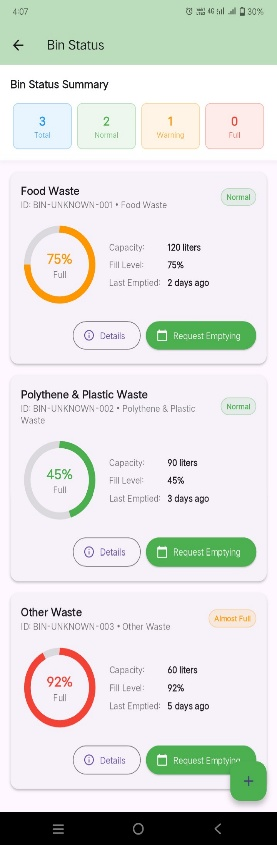 4:07
30%
Bin Status
Bin Status Summary
3 2 1 0
Total Normal Warning Full
Food Waste
Normal
ID: BIN-UNKNOWN-001 • Food Waste
75%
Full
Capacity: 120 liters
Fill Level: 75%
Last Emptied: 2 days ago
Details
Request Emptying
Polythene & Plastic Waste
Normal
ID: BIN-UNKNOWN-002 • Polythene & Plastic
Waste
45%
Full
Capacity: 90 liters
Fill Level: 45%
Last Emptied: 3 days ago
Details
Request Emptying
Other Waste
Almost Full
ID: BIN-UNKNOWN-003 • Other Waste
92%
Full
Capacity: 60 liters
Fill Level: 92%
Last Emptied: 5 days ago
Details
Request Emptying
+